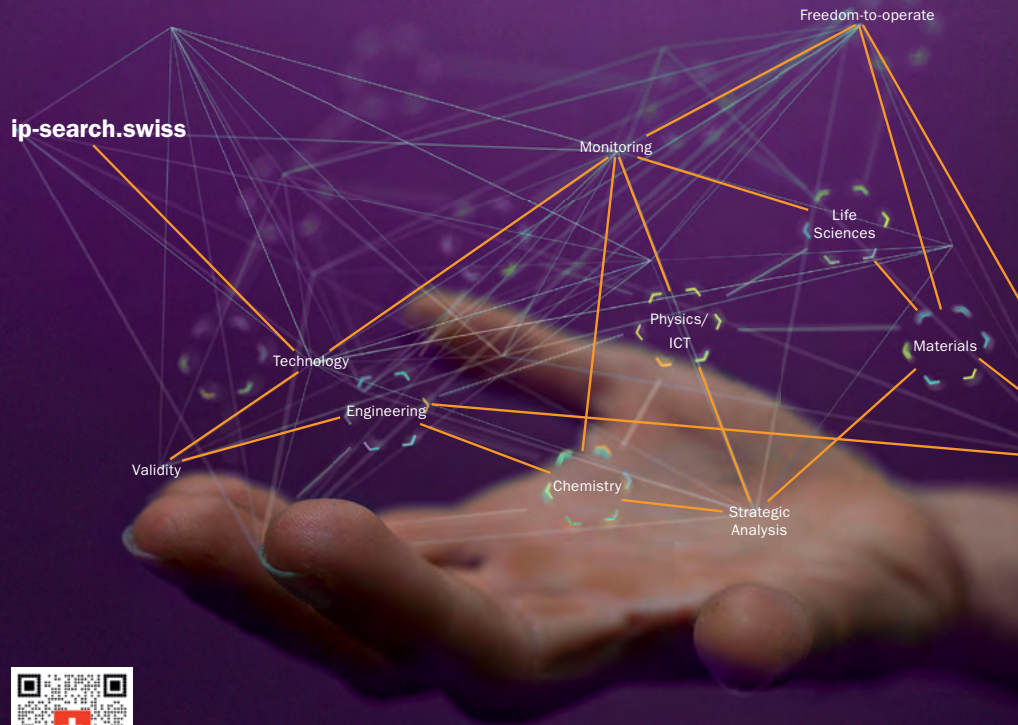 Freedom-to-operate
ip-search.swiss
Monitoring
Life
Sciences
Physics/
ICT
Materials
Technology
Engineering
Validity
Chemistry
Strategic
Analysis